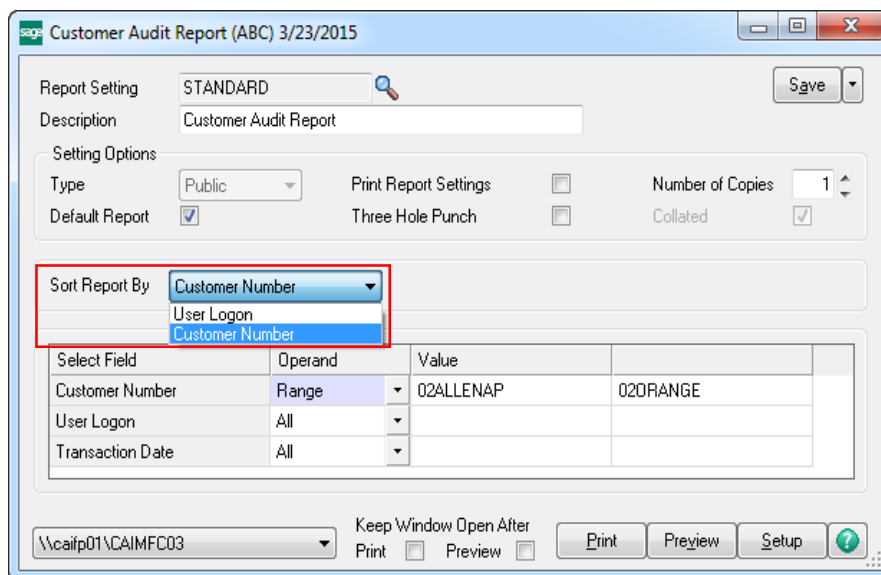 sage Customer Audit Report (ABC) 3/23/2015
Report Setting STANDARD Save
Description Customer Audit Report
Setting Options
Type Public Print Report Settings Number of Copies 1
Default Report Three Hole Punch Collated
Sort Report By Customer Number
User Logon
Customer Number
Select Field Operand Value
Customer Number Range 02ALLENAP 02ORANGE
User Logon All
Transaction Date All
Keep Window Open After
\\caifp01\CAIMFC03 Print Preview Print Preview Setup ?